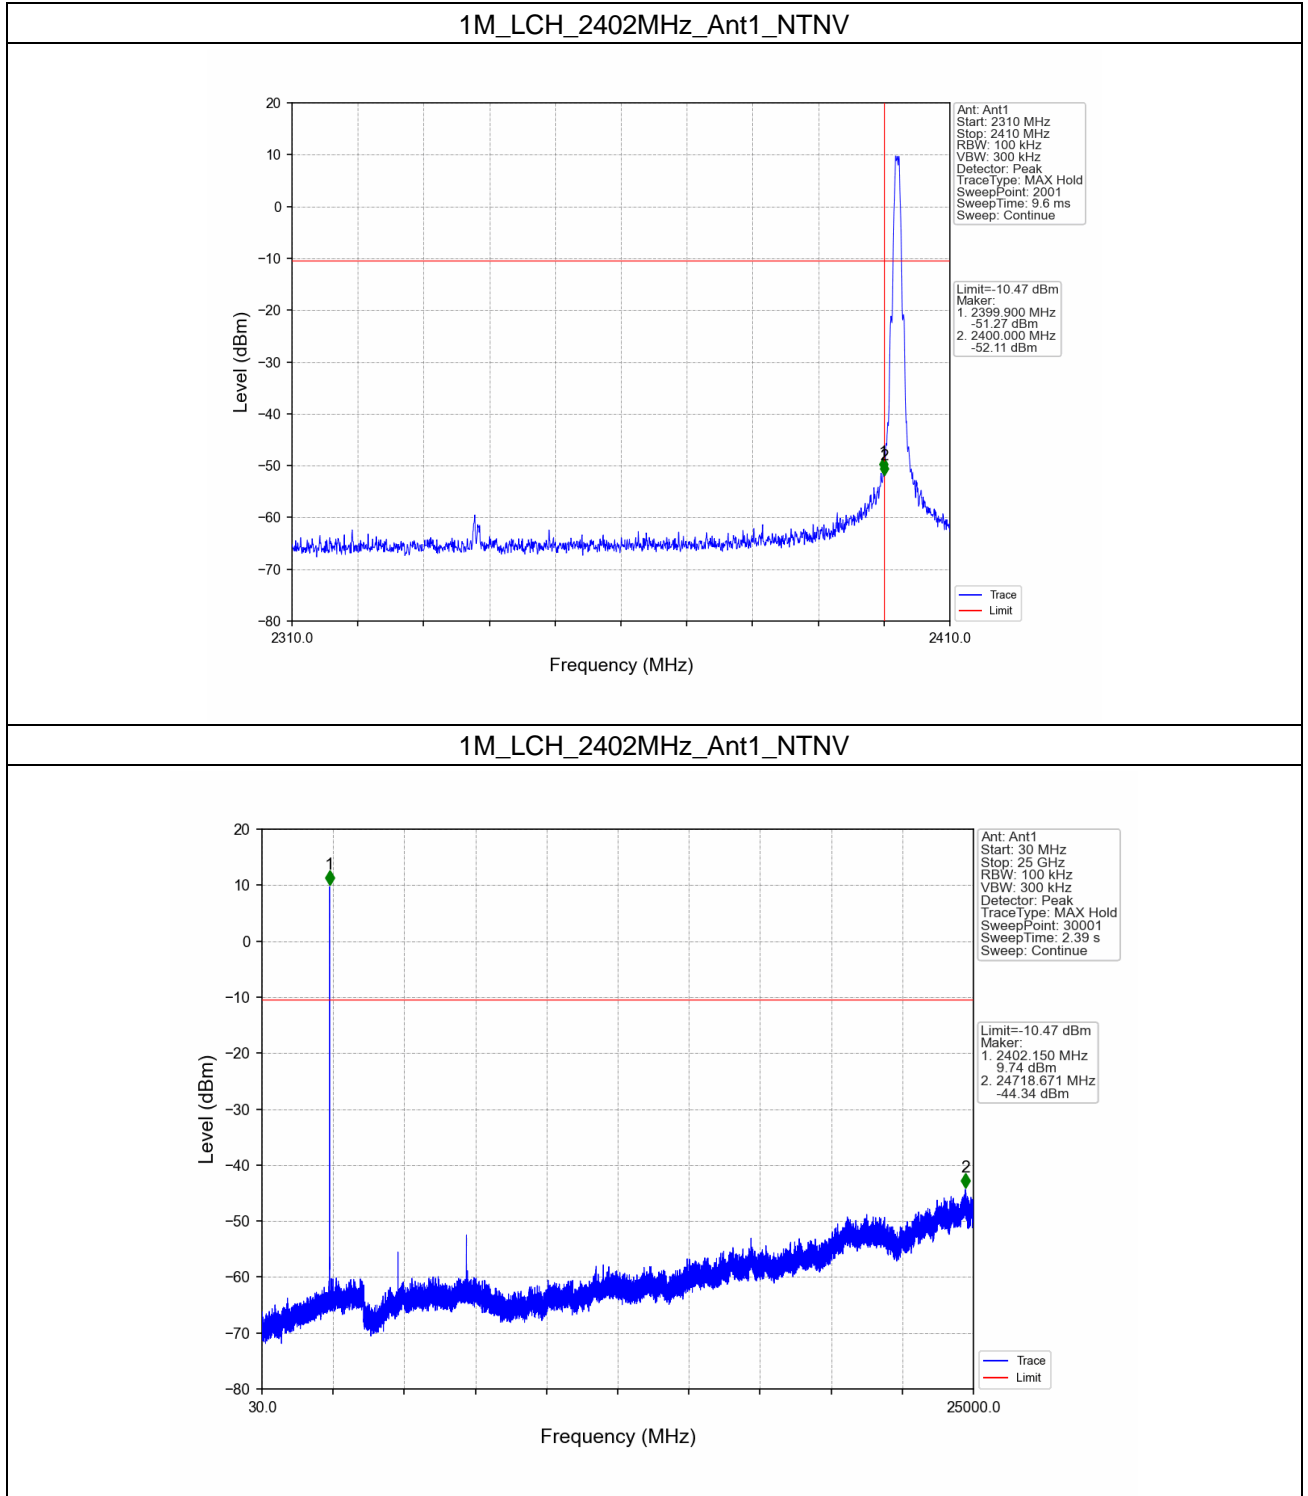 1M_LCH_2402MHz_Ant1_NTNV
20
10
0
−10
−20
−30
−40
−50
−60
−70
−80
Level (dBm)
2310.0
2410.0
Frequency (MHz)
1
2
Ant: Ant1
Start: 2310 MHz
Stop: 2410 MHz
RBW: 100 kHz
VBW: 300 kHz
Detector: Peak
TraceType: MAX Hold
SweepPoint: 2001
SweepTime: 9.6 ms
Sweep: Continue
Limit=-10.47 dBm
Maker:
1. 2399.900 MHz
-51.27 dBm
2. 2400.000 MHz
-52.11 dBm
Trace
Limit
1M_LCH_2402MHz_Ant1_NTNV
20
10
0
−10
−20
−30
−40
−50
−60
−70
−80
Level (dBm)
30.0
25000.0
Frequency (MHz)
1
2
Ant: Ant1
Start: 30 MHz
Stop: 25 GHz
RBW: 100 kHz
VBW: 300 kHz
Detector: Peak
TraceType: MAX Hold
SweepPoint: 30001
SweepTime: 2.39 s
Sweep: Continue
Limit=-10.47 dBm
Maker:
1. 2402.150 MHz
9.74 dBm
2. 24718.671 MHz
-44.34 dBm
Trace
Limit